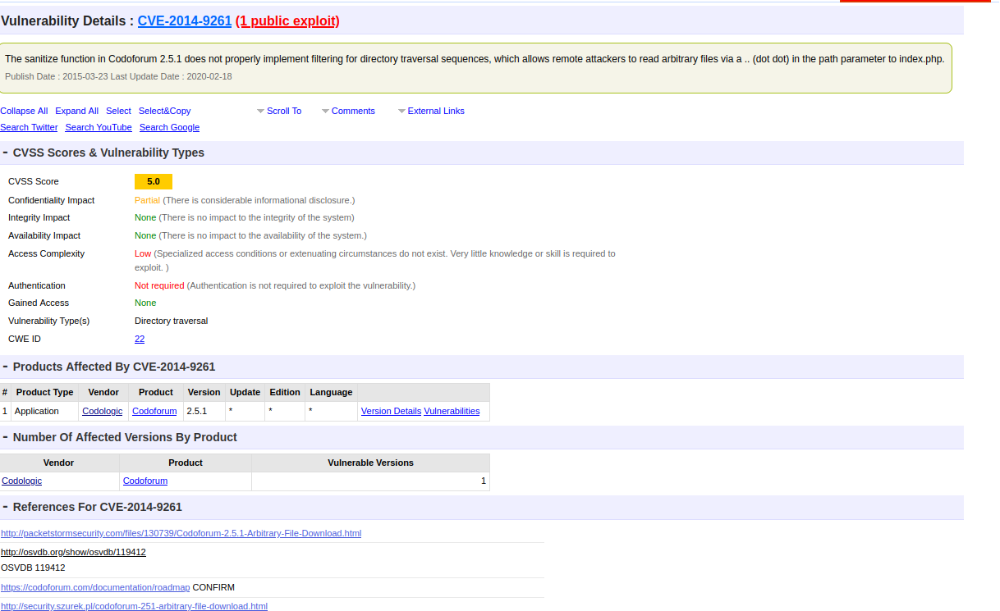 Vulnerability Details : CVE-2014-9261 (1 public exploit)
The sanitize function in Codoforum 2.5.1 does not properly implement filtering for directory traversal sequences, which allows remote attackers to read arbitrary files via a .. (dot dot) in the path parameter to index.php.
Publish Date : 2015-03-23 Last Update Date : 2020-02-18
Collapse All Expand All Select Select&Copy Scroll To Comments External Links
Search Twitter Search YouTube Search Google
- CVSS Scores & Vulnerability Types
CVSS Score 5.0
Confidentiality Impact Partial (There is considerable informational disclosure.)
Integrity Impact None (There is no impact to the integrity of the system)
Availability Impact None (There is no impact to the availability of the system.)
Access Complexity Low (Specialized access conditions or extenuating circumstances do not exist. Very little knowledge or skill is required to
exploit. )
Authentication Not required (Authentication is not required to exploit the vulnerability.)
Gained Access None
Vulnerability Type(s) Directory traversal
CWE ID 22
- Products Affected By CVE-2014-9261
# Product Type Vendor Product Version Update Edition Language
1 Application Codologic Codoforum 2.5.1 * * * Version Details Vulnerabilities
- Number Of Affected Versions By Product
Vendor Product Vulnerable Versions
Codologic Codoforum 1
- References For CVE-2014-9261
http://packetstormsecurity.com/files/130739/Codoforum-2.5.1-Arbitrary-File-Download.html
http://osvdb.org/show/osvdb/119412
OSVDB 119412
https://codoforum.com/documentation/roadmap CONFIRM
http://security.szurek.pl/codoforum-251-arbitrary-file-download.html